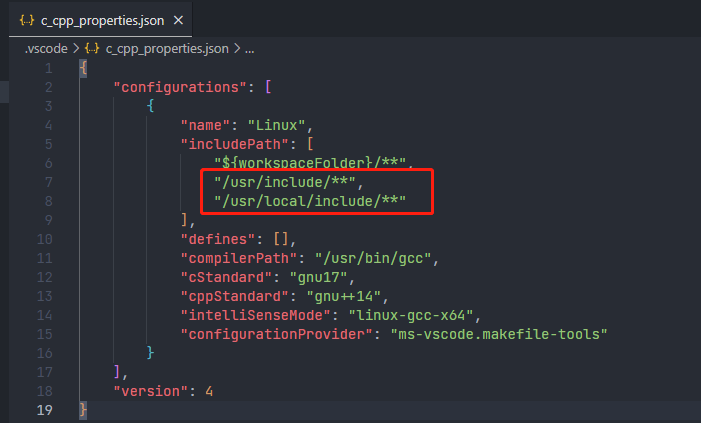 {..} c_cpp_properties.json ×
.vscode > {..} c_cpp_properties.json > ...
1 {
2     "configurations": [
3         {
4             "name": "Linux",
5             "includePath": [
6                 "${workspaceFolder}/**",
7                 "/usr/include/**",
8                 "/usr/local/include/**"
9             ],
10             "defines": [],
11             "compilerPath": "/usr/bin/gcc",
12             "cStandard": "gnu17",
13             "cppStandard": "gnu++14",
14             "intelliSenseMode": "linux-gcc-x64",
15             "configurationProvider": "ms-vscode.makefile-tools"
16         }
17     ],
18     "version": 4
19 }